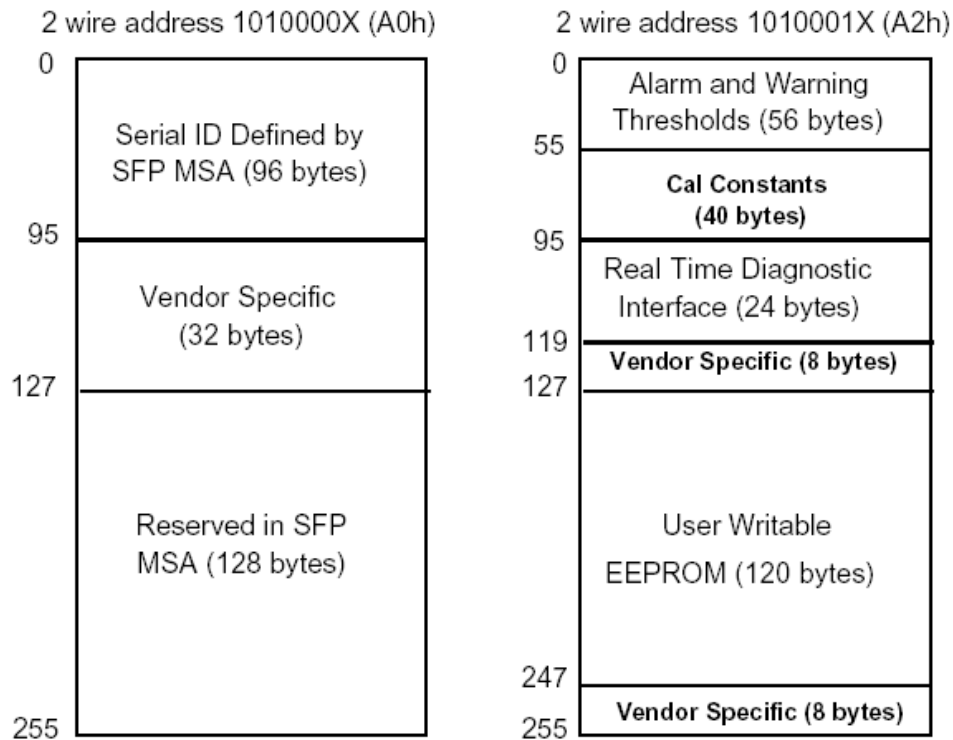 2 wire address 1010000X (A0h)
0
Serial ID Defined by
SFP MSA (96 bytes)
95
Vendor Specific
(32 bytes)
127
Reserved in SFP
MSA (128 bytes)
255
2 wire address 1010001X (A2h)
0
Alarm and Warning
Thresholds (56 bytes)
55
Cal Constants
(40 bytes)
95
Real Time Diagnostic
Interface (24 bytes)
119
Vendor Specific (8 bytes)
127
User Writable
EEPROM (120 bytes)
247
Vendor Specific (8 bytes)
255